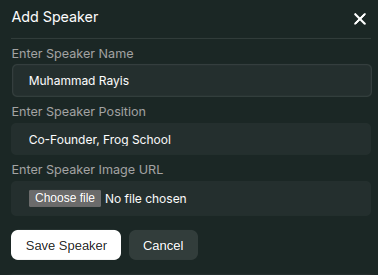 Add Speaker
Enter Speaker Name
Muhammad Rayis
Enter Speaker Position
Co-Founder, Frog School
Enter Speaker Image URL
Choose file No file chosen
Save Speaker Cancel